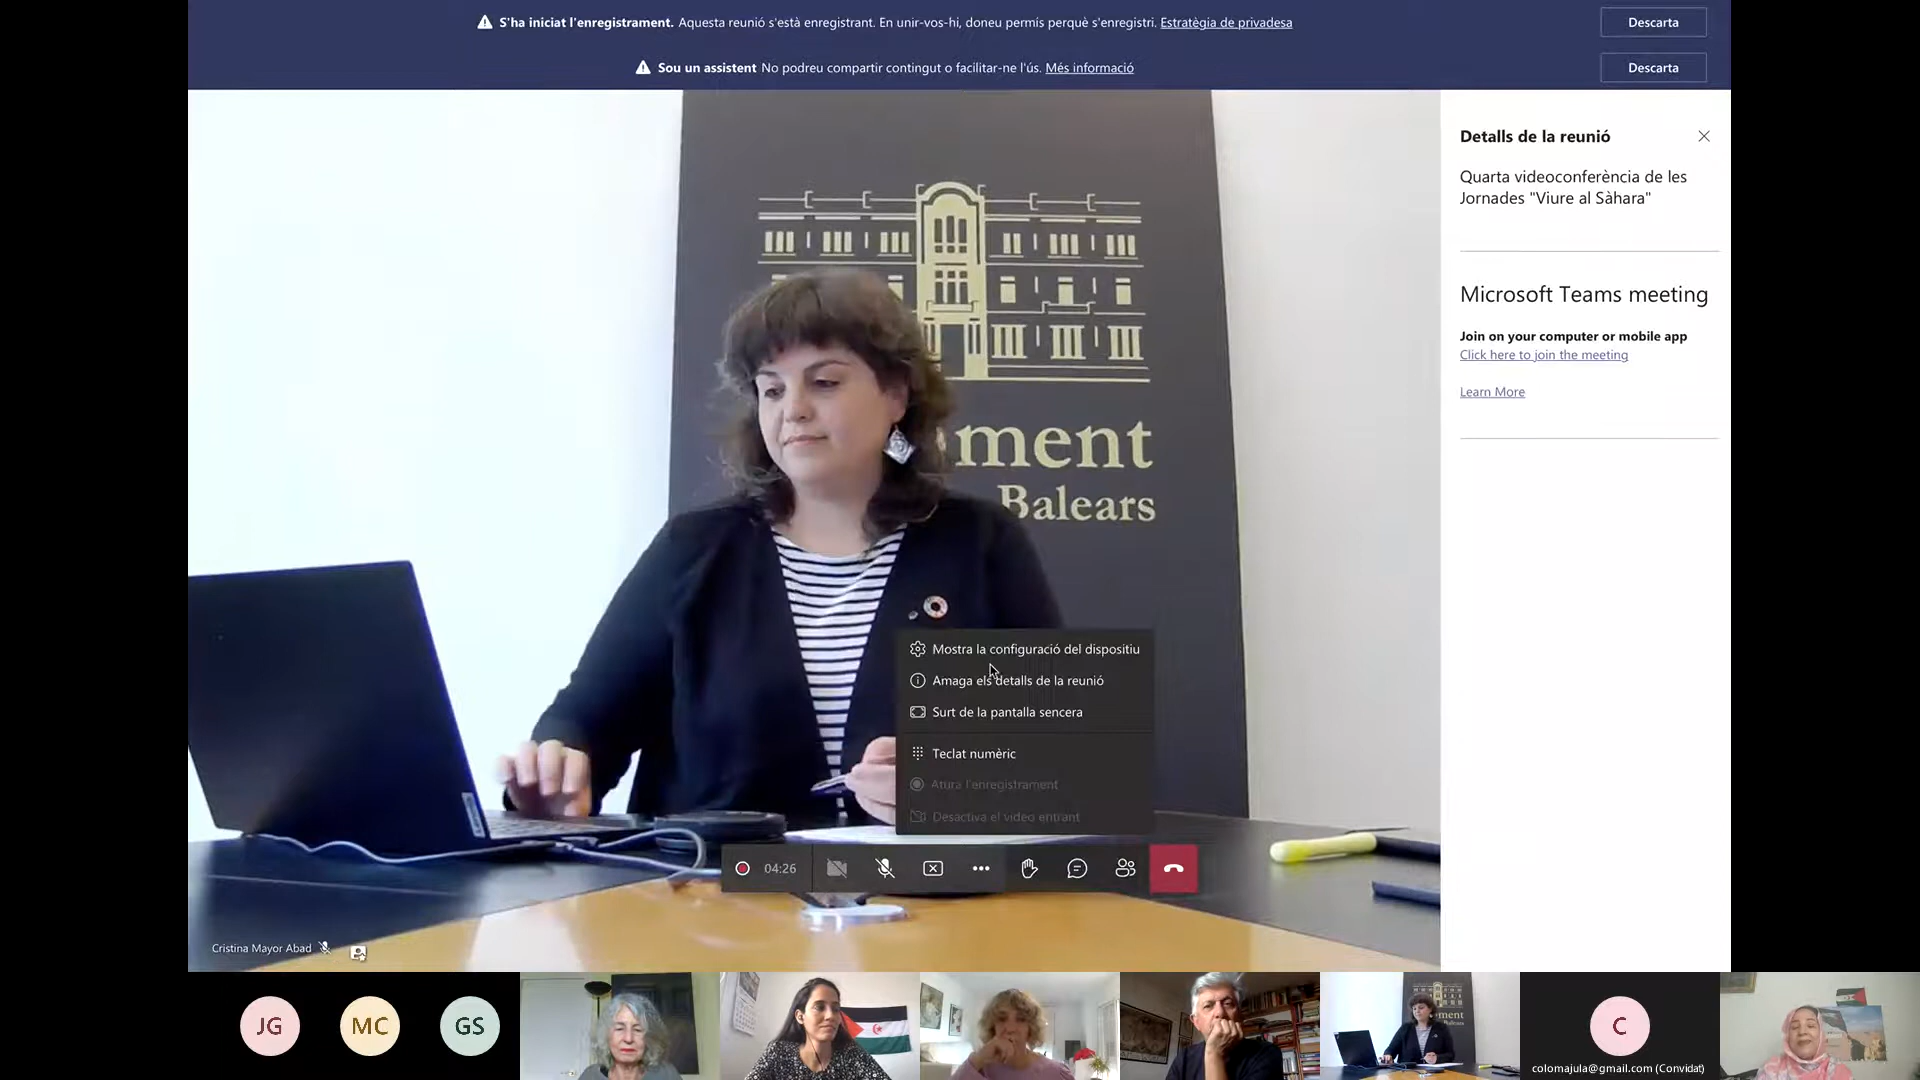 S'ha iniciat l'enregistrament. Aquesta reunió s'està enregistrant. En unir-vos-hi, doneu permís perquè s'enregistri. Estratègia de privadesa
Descarta
Sou un assistent No podreu compartir contingut o facilitar-ne l'ús. Més informació
Descarta
Detalls de la reunió
Quarta videoconferència de les
Jornades "Viure al Sàhara"
Microsoft Teams meeting
Join on your computer or mobile app
Click here to join the meeting
Learn More
ment
Balears
Mostra la configuració del dispositiu
Amaga els detalls de la reunió
Surt de la pantalla sencera
Teclat numèric
Atura l'enregistrament
Desactiva el vídeo entrant
04:26
Cristina Mayor Abad
JG
MC
GS
ment
Balears
C
colomajula@gmail.com (Convidat)